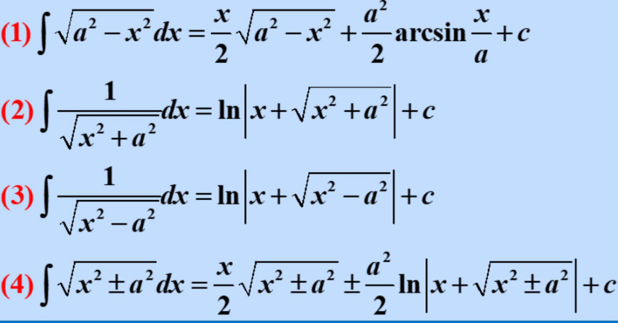 (1) ∫ √(a² − x²) dx = x/2 √(a² − x²) + a²/2 arcsin x/a + c
(2) ∫ 1/√(x² + a²) dx = ln|x + √(x² + a²)| + c
(3) ∫ 1/√(x² − a²) dx = ln|x + √(x² − a²)| + c
(4) ∫ √(x² ± a²) dx = x/2 √(x² ± a²) ± a²/2 ln|x + √(x² ± a²)| + c